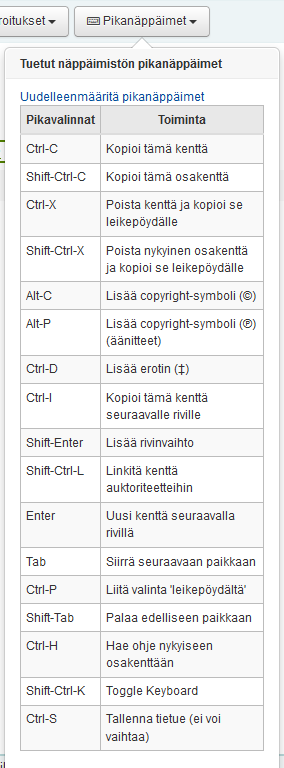 roitukset
Pikanäppäimet
Tuetut näppäimistön pikanäppäimet
Uudelleenmääritä pikanäppäimet
Pikavalinnat Toiminta
Ctrl-C Kopioi tämä kenttä
Shift-Ctrl-C Kopioi tämä osakenttä
Ctrl-X Poista kenttä ja kopioi se
leikepöydälle
Shift-Ctrl-X Poista nykyinen osakenttä
ja kopioi se leikepöydälle
Alt-C Lisää copyright-symboli (©)
Alt-P Lisää copyright-symboli (℗)
(äänitteet)
Ctrl-D Lisää erotin (‡)
Ctrl-I Kopioi tämä kenttä
seuraavalle riville
Shift-Enter Lisää rivinvaihto
Shift-Ctrl-L Linkitä kenttä
auktoriteetteihin
Enter Uusi kenttä seuraavalla
rivillä
Tab Siirrä seuraavaan paikkaan
Ctrl-P Liitä valinta 'leikepöydältä'
Shift-Tab Palaa edelliseen paikkaan
Ctrl-H Hae ohje nykyiseen
osakenttään
Shift-Ctrl-K Toggle Keyboard
Ctrl-S Tallenna tietue (ei voi
vaihtaa)